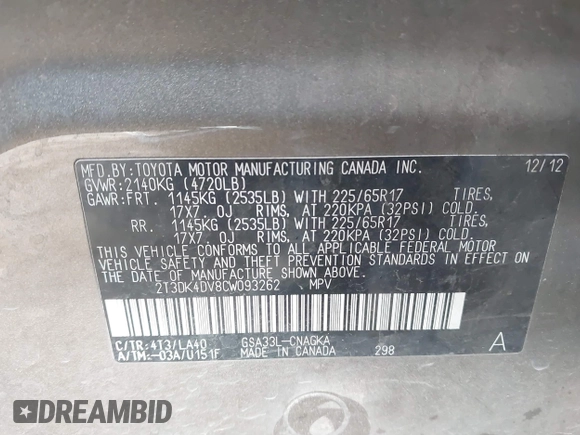 MFD.BY:TOYOTA MOTOR MANUFACTURING CANADA INC. 12/12
GVWR:2140KG (4720LB)
GAWR:FRT. 1145KG (2535LB) WITH 225/65R17 TIRES,
17X7.0J RIMS, AT 220KPA (32PSI) COLD.
RR. 1145KG (2535LB) WITH 225/65R17 TIRES,
17X7.0J RIMS, AT 220KPA (32PSI) COLD.
THIS VEHICLE CONFORMS TO ALL APPLICABLE FEDERAL MOTOR
VEHICLE SAFETY AND THEFT PREVENTION STANDARDS IN EFFECT
ON THE DATE OF MANUFACTURE SHOWN ABOVE.
2T3DK4DV8CW093262 MPV
C/TR:4T3/LA40 GSA33L-CNAGKA
A/TM:-03A/U151F MADE IN CANADA 298 A
DREAMBID